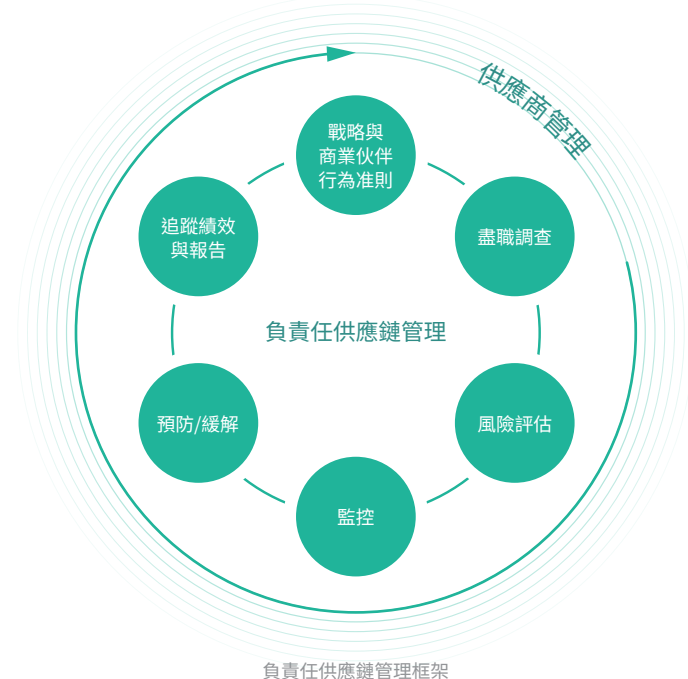 供應商管理
戰略與
商業伙伴
行為准則
盡職調查
風險評估
監控
預防/緩解
追蹤績效
與報告
負責任供應鏈管理
負責任供應鏈管理框架